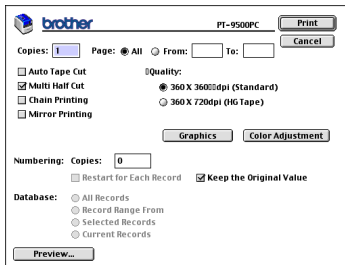 brother PT-9500PC Print
Cancel
Copies: 1 Page: All From: To:
Auto Tape Cut Quality:
Multi Half Cut 360 X 360 dpi (Standard)
Chain Printing 360 X 720dpi (HG Tape)
Mirror Printing
Graphics Color Adjustment
Numbering: Copies: 0
Restart for Each Record Keep the Original Value
Database: All Records
Record Range From
Selected Records
Current Records
Preview...